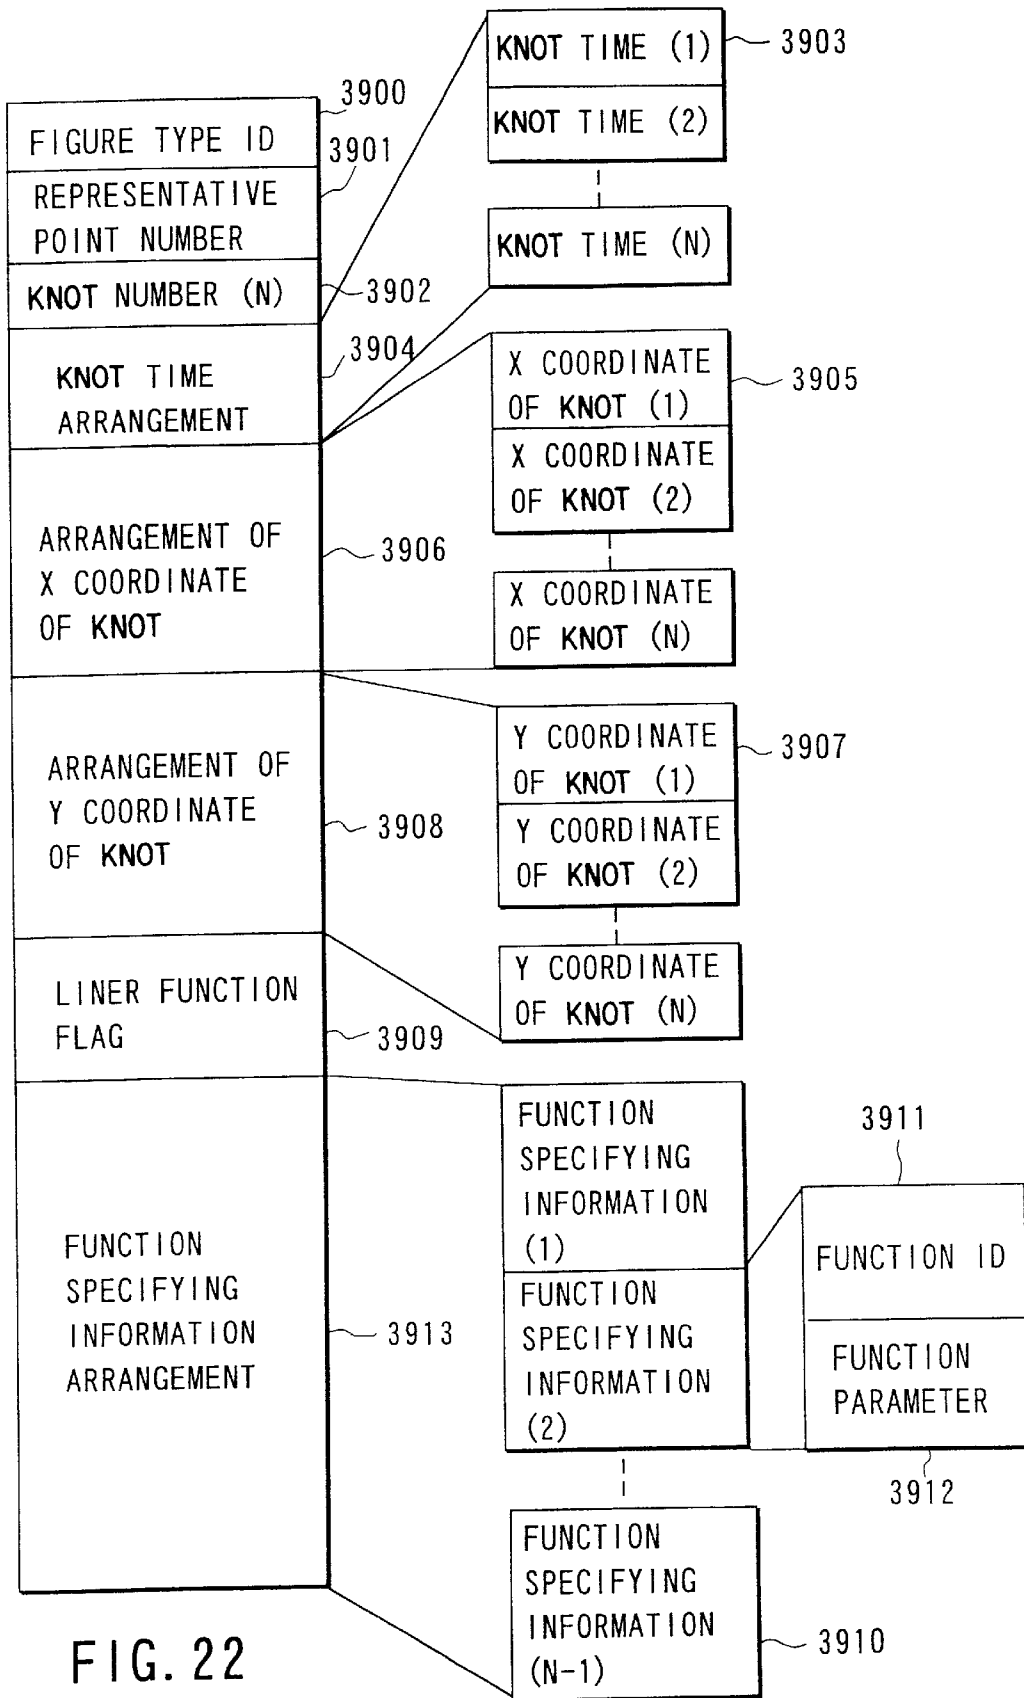 3900
FIGURE TYPE ID
3901
REPRESENTATIVE
POINT NUMBER
KNOT NUMBER (N)
3902
3904
KNOT TIME
ARRANGEMENT
ARRANGEMENT OF
X COORDINATE
OF KNOT
3906
ARRANGEMENT OF
Y COORDINATE
OF KNOT
3908
LINER FUNCTION
FLAG
3909
FUNCTION
SPECIFYING
INFORMATION
ARRANGEMENT
3913
KNOT TIME (1)
3903
KNOT TIME (2)
KNOT TIME (N)
X COORDINATE
OF KNOT (1)
3905
X COORDINATE
OF KNOT (2)
X COORDINATE
OF KNOT (N)
Y COORDINATE
OF KNOT (1)
3907
Y COORDINATE
OF KNOT (2)
Y COORDINATE
OF KNOT (N)
FUNCTION
SPECIFYING
INFORMATION
(1)
FUNCTION
SPECIFYING
INFORMATION
(2)
3911
FUNCTION ID
FUNCTION
PARAMETER
3912
FUNCTION
SPECIFYING
INFORMATION
(N-1)
3910
FIG. 22